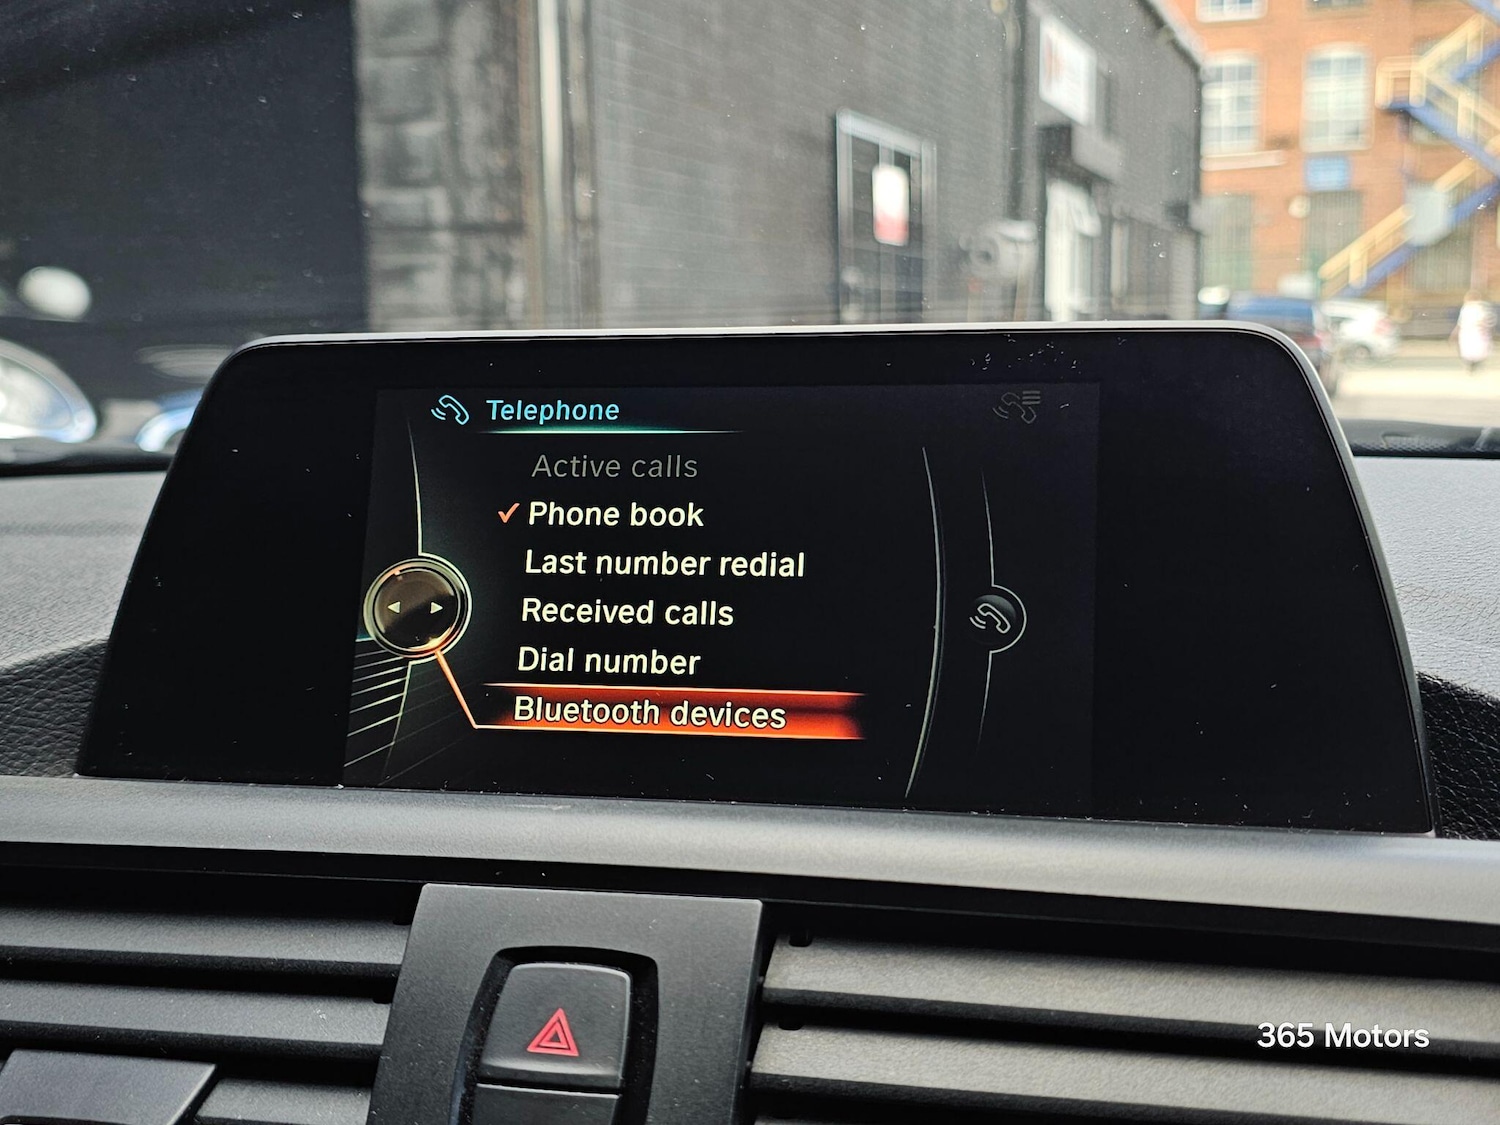 Telephone
Active calls
Phone book
Last number redial
Received calls
Dial number
Bluetooth devices
365 Motors